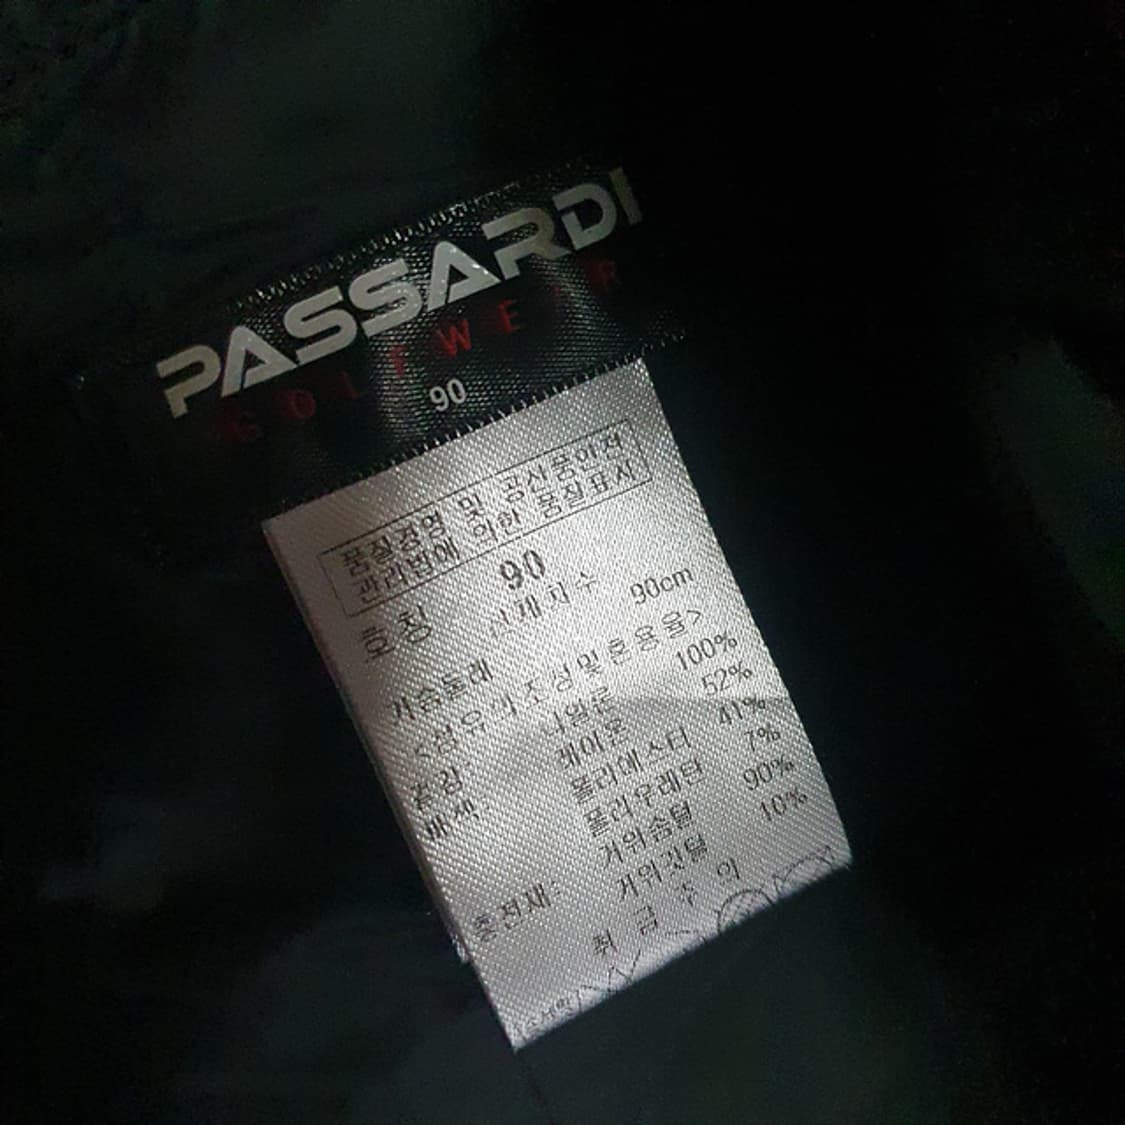 PASSARDI
GOLFWEAR
90
품질경영 및 공산품안전
관리법에 의한 품질표시
호칭 90
신체치수
가슴둘레 90cm
<섬유의조성및혼용율>
겉감: 나일론 100%
배색: 레이온 52%
폴리에스터 41%
폴리우레탄 7%
충전재: 거위솜털 90%
거위깃털 10%
취 급 주 의